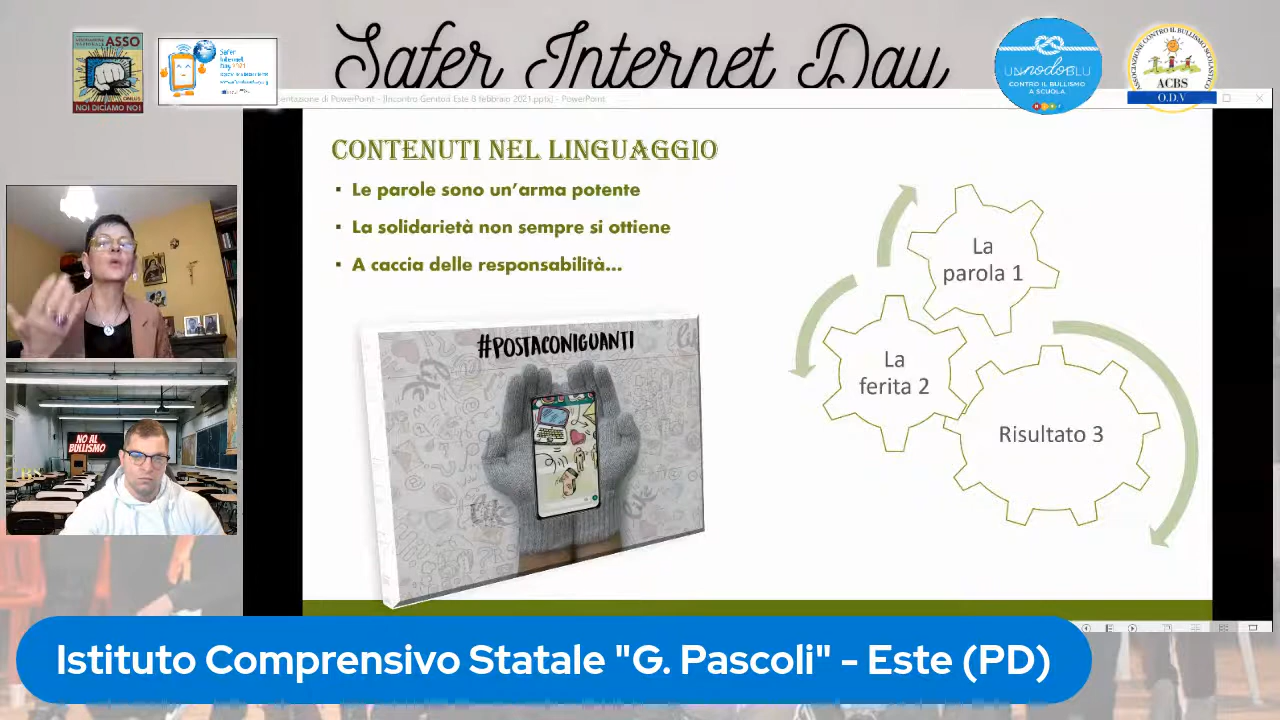 Safer Internet Day
ASSO
NOI DICIAMO NO!
Safer
Internet
Day 2021
UN nodo BLU
CONTRO IL BULLISMO
A SCUOLA
ACBS
O.D.V
entazione di PowerPoint - [Incontro Genitori Este 8 febbraio 2021.pptx] - PowerPoint
CONTENUTI NEL LINGUAGGIO
▪ Le parole sono un'arma potente
▪ La solidarietà non sempre si ottiene
▪ A caccia delle responsabilità...
#POSTACONIGUANTI
La
parola 1
La
ferita 2
Risultato 3
NO AL
BULLISMO
Istituto Comprensivo Statale "G. Pascoli" - Este (PD)